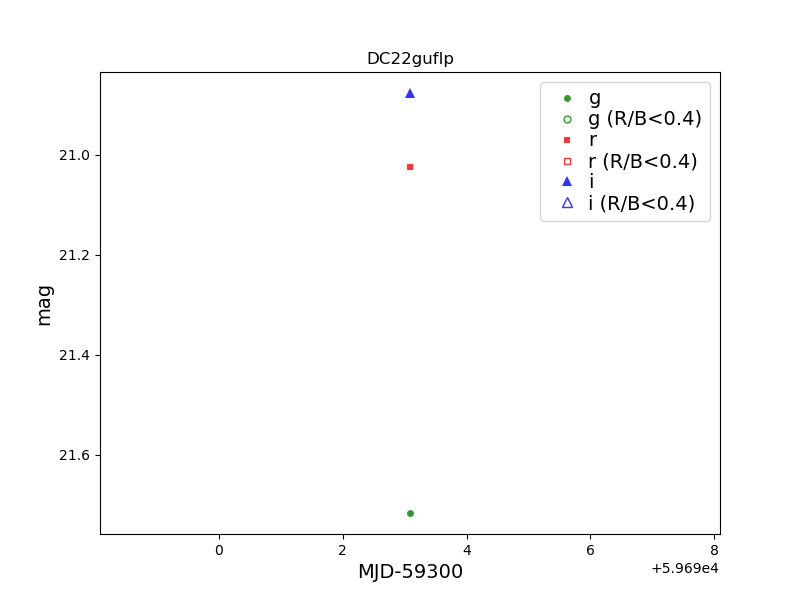 DC22guflp
g
g (R/B<0.4)
r
r (R/B<0.4)
i
i (R/B<0.4)
21.0
21.2
21.4
21.6
mag
0 2 4 6 8
+5.969e4
MJD-59300